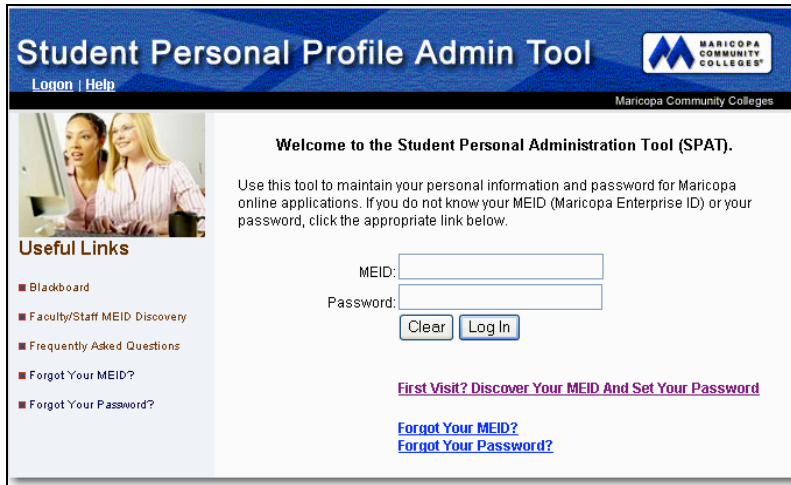 Student Personal Profile Admin Tool
MARICOPA
COMMUNITY
COLLEGES®
Logon | Help
Maricopa Community Colleges
Welcome to the Student Personal Administration Tool (SPAT).
Use this tool to maintain your personal information and password for Maricopa
online applications. If you do not know your MEID (Maricopa Enterprise ID) or your
password, click the appropriate link below.
MEID:
Password:
Clear Log In
First Visit? Discover Your MEID And Set Your Password
Forgot Your MEID?
Forgot Your Password?
Useful Links
Blackboard
Faculty/Staff MEID Discovery
Frequently Asked Questions
Forgot Your MEID?
Forgot Your Password?